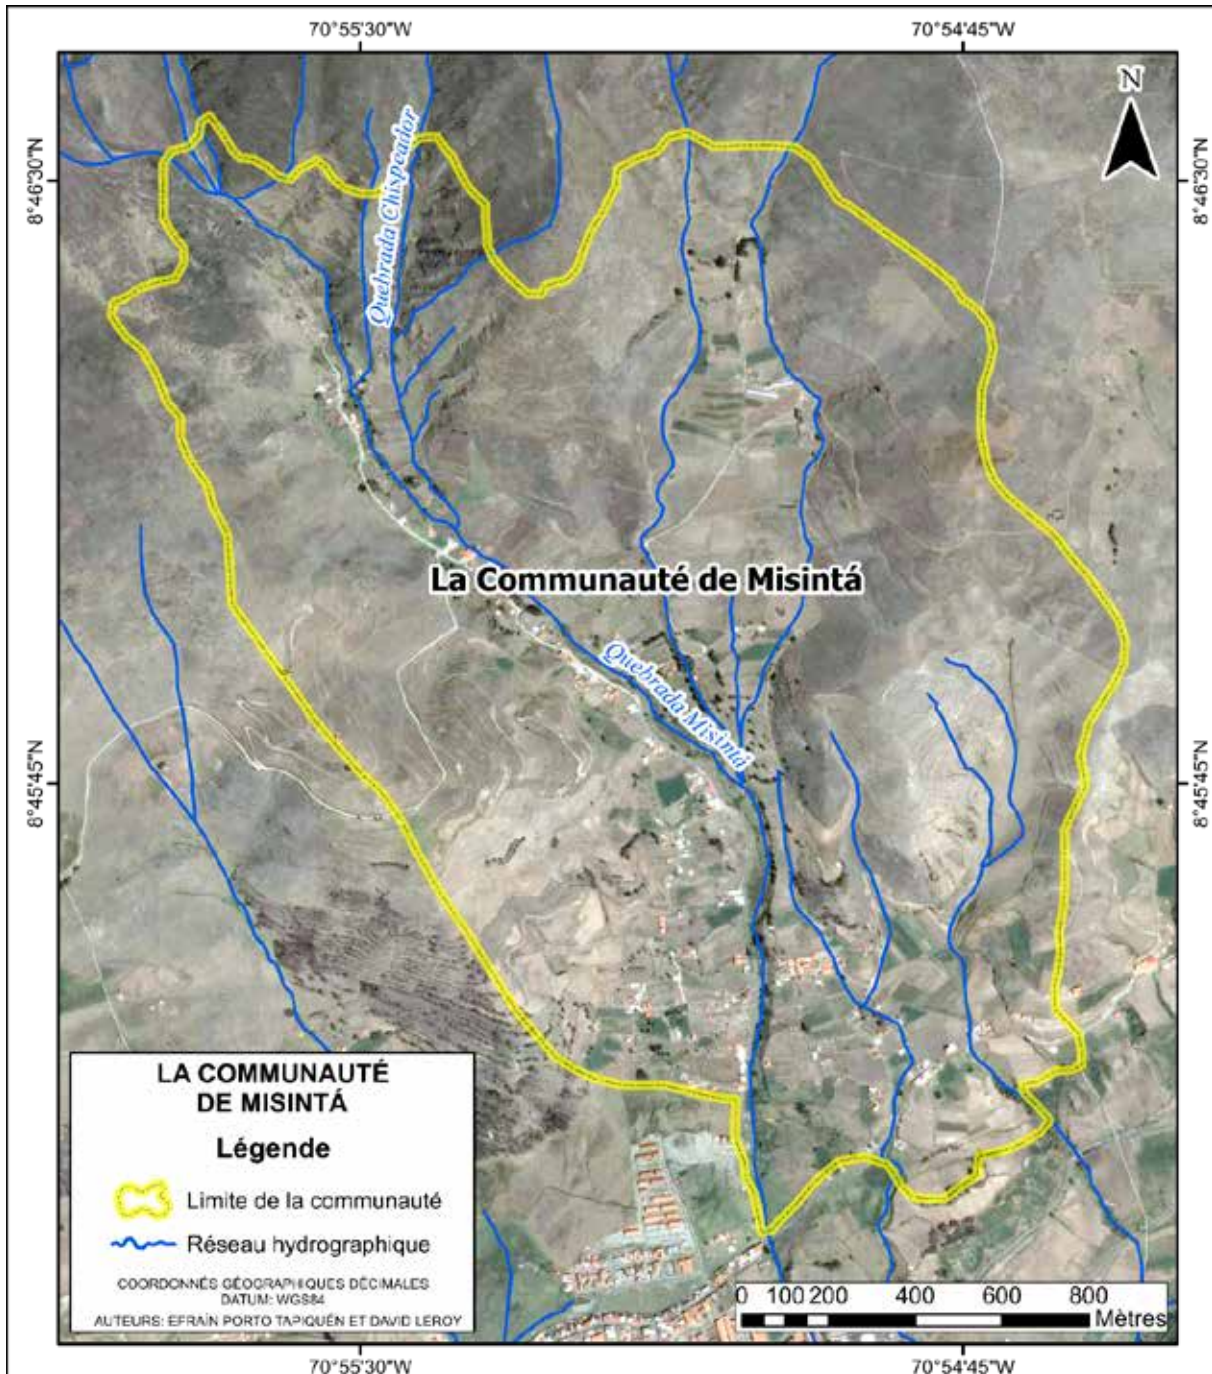 70°55'30"W
70°54'45"W
N
8°46'30"N
8°46'30"N
Quebrada Chispeador
La Communauté de Misintá
Quebrada Misintá
8°45'45"N
8°45'45"N
LA COMMUNAUTÉ
DE MISINTÁ
Légende
Limite de la communauté
Réseau hydrographique
COORDONNÉS GÉOGRAPHIQUES DÉCIMALES
DATUM: WGS84
AUTEURS: EFRAÍN PORTO TAPIQUÉN ET DAVID LEROY
0 100 200 400 600 800
Mètres
70°55'30"W
70°54'45"W